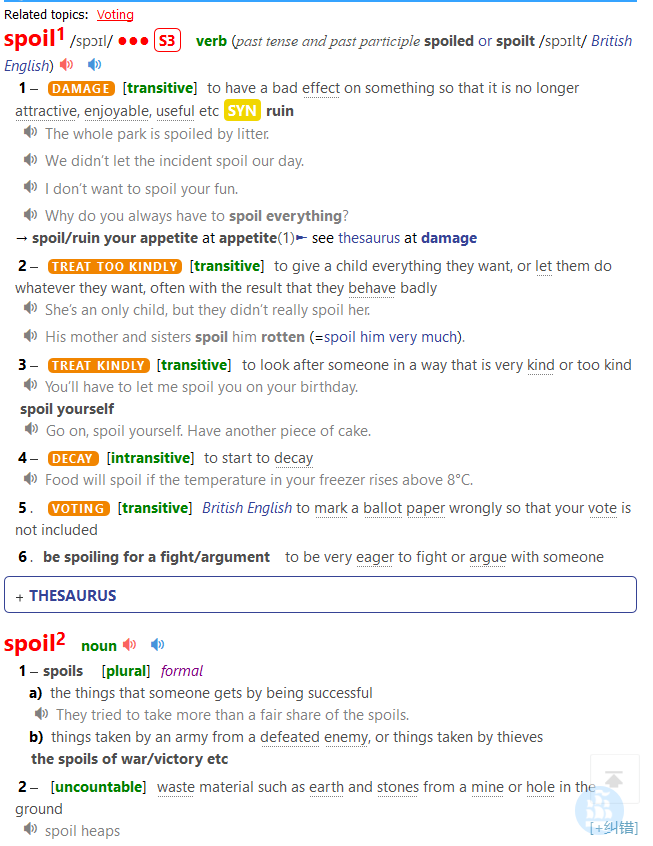 Related topics: Voting
spoil1 /spɔɪl/ ●●● S3 verb (past tense and past participle spoiled or spoilt /spɔɪlt/ British
English)
1 – DAMAGE [transitive] to have a bad effect on something so that it is no longer
attractive, enjoyable, useful etc SYN ruin
The whole park is spoiled by litter.
We didn’t let the incident spoil our day.
I don’t want to spoil your fun.
Why do you always have to spoil everything?
→ spoil/ruin your appetite at appetite(1)► see thesaurus at damage
2 – TREAT TOO KINDLY [transitive] to give a child everything they want, or let them do
whatever they want, often with the result that they behave badly
She’s an only child, but they didn’t really spoil her.
His mother and sisters spoil him rotten (=spoil him very much).
3 – TREAT KINDLY [transitive] to look after someone in a way that is very kind or too kind
You’ll have to let me spoil you on your birthday.
spoil yourself
Go on, spoil yourself. Have another piece of cake.
4 – DECAY [intransitive] to start to decay
Food will spoil if the temperature in your freezer rises above 8°C.
5 . VOTING [transitive] British English to mark a ballot paper wrongly so that your vote is
not included
6 . be spoiling for a fight/argument to be very eager to fight or argue with someone
+ THESAURUS
spoil2 noun
1 – spoils [plural] formal
a) the things that someone gets by being successful
They tried to take more than a fair share of the spoils.
b) things taken by an army from a defeated enemy, or things taken by thieves
the spoils of war/victory etc
2 – [uncountable] waste material such as earth and stones from a mine or hole in the
ground
spoil heaps
[+纠错]